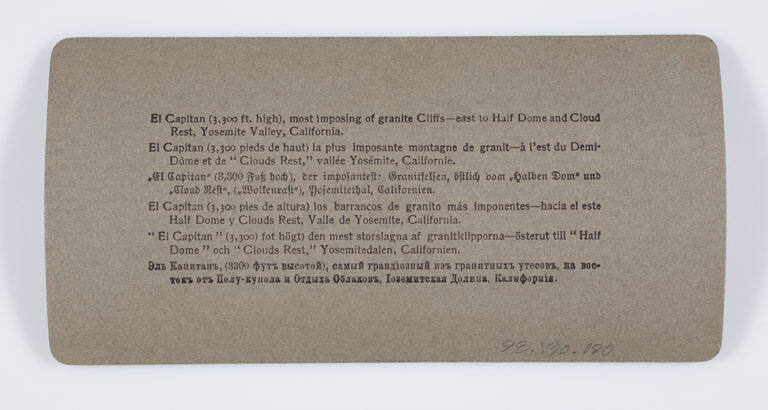 El Capitan (3,300 ft. high), most imposing of granite Cliffs—east to Half Dome and Cloud
Rest, Yosemite Valley, California.
El Capitan (3,300 pieds de haut) la plus imposante montagne de granit—à l'est du Demi-
Dôme et de “ Clouds Rest,” vallée Yosémite, Californie.
„El Capitan“ (3,300 Fuß hoch), der imposanteste Granitfelsen, östlich vom „Halben Dom“ und
„Cloud Rest“, („Wolkenrast“), Yosemitethal, Californien.
El Capitan (3,300 pies de altura) los barrancos de granito más imponentes—hacia el este
Half Dome y Clouds Rest, Valle de Yosemite, California.
“ El Capitan ” (3,300) fot högt) den mest storslagna af granitklipporna—österut till “ Half
Dome ” och “ Clouds Rest,” Yosemitedalen, Californien.
Эль Капитанъ, (3300 футъ высотой), самый грандіозный изъ гранитныхъ утесовъ, на вос-
токъ отъ Полу-купола и Отдыха Облаковъ, Іоземитская Долина, Калифорнія.
98.130.190